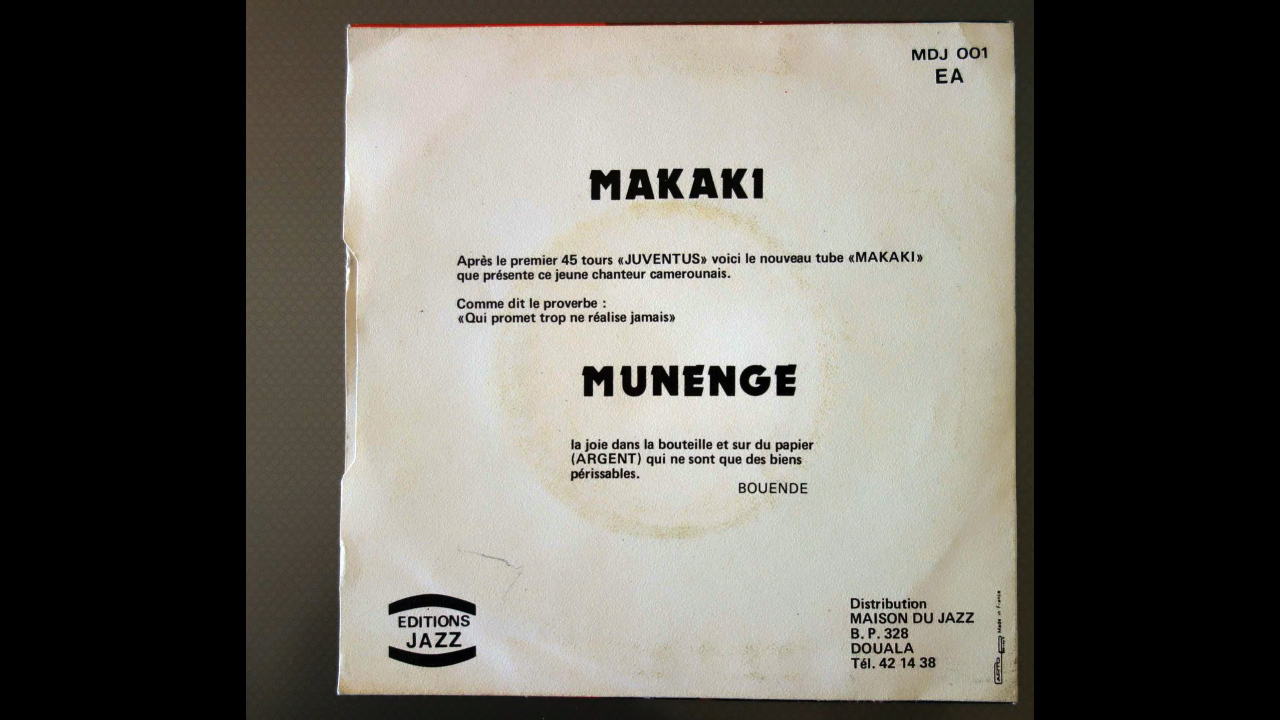 MDJ 001
EA
MAKAKI
Après le premier 45 tours «JUVENTUS» voici le nouveau tube «MAKAKI»
que présente ce jeune chanteur camerounais.
Comme dit le proverbe :
«Qui promet trop ne réalise jamais»
MUNENGE
la joie dans la bouteille et sur du papier
(ARGENT) qui ne sont que des biens
périssables.
BOUENDE
EDITIONS
JAZZ
Distribution
MAISON DU JAZZ
B. P. 328
DOUALA
Tél. 42 14 38
Made in France